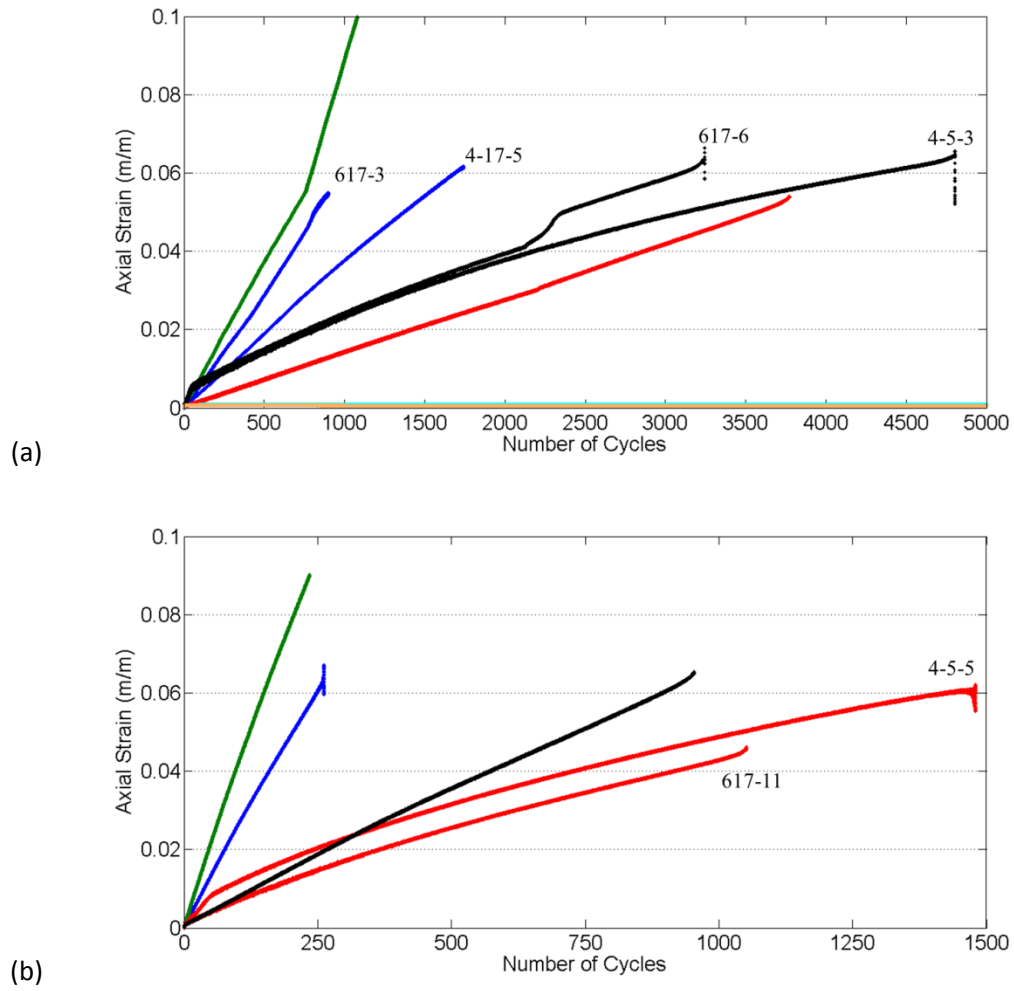 0.1
617-6
4-5-3
0.08
4-17-5
617-3
0.06
Axial Strain (m/m)
0.04
0.02
0
0 500 1000 1500 2000 2500 3000 3500 4000 4500 5000
Number of Cycles
(a)
0.1
0.08
4-5-5
0.06
Axial Strain (m/m)
0.04
617-11
0.02
0
0 250 500 750 1000 1250 1500
Number of Cycles
(b)